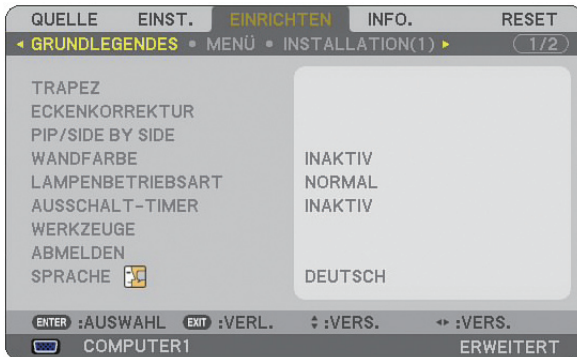 QUELLE EINST. EINRICHTEN INFO. RESET
GRUNDLEGENDES • MENÜ • INSTALLATION(1) 1/2
TRAPEZ
ECKENKORREKTUR
PIP/SIDE BY SIDE
WANDFARBE INAKTIV
LAMPENBETRIEBSART NORMAL
AUSSCHALT-TIMER INAKTIV
WERKZEUGE
ABMELDEN
SPRACHE DEUTSCH
ENTER :AUSWAHL EXIT :VERL. :VERS. :VERS.
COMPUTER1 ERWEITERT